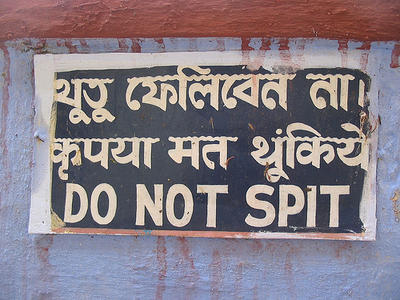 থুতু ফেলিবেন না।
कृपया मत थुंकिये
DO NOT SPIT